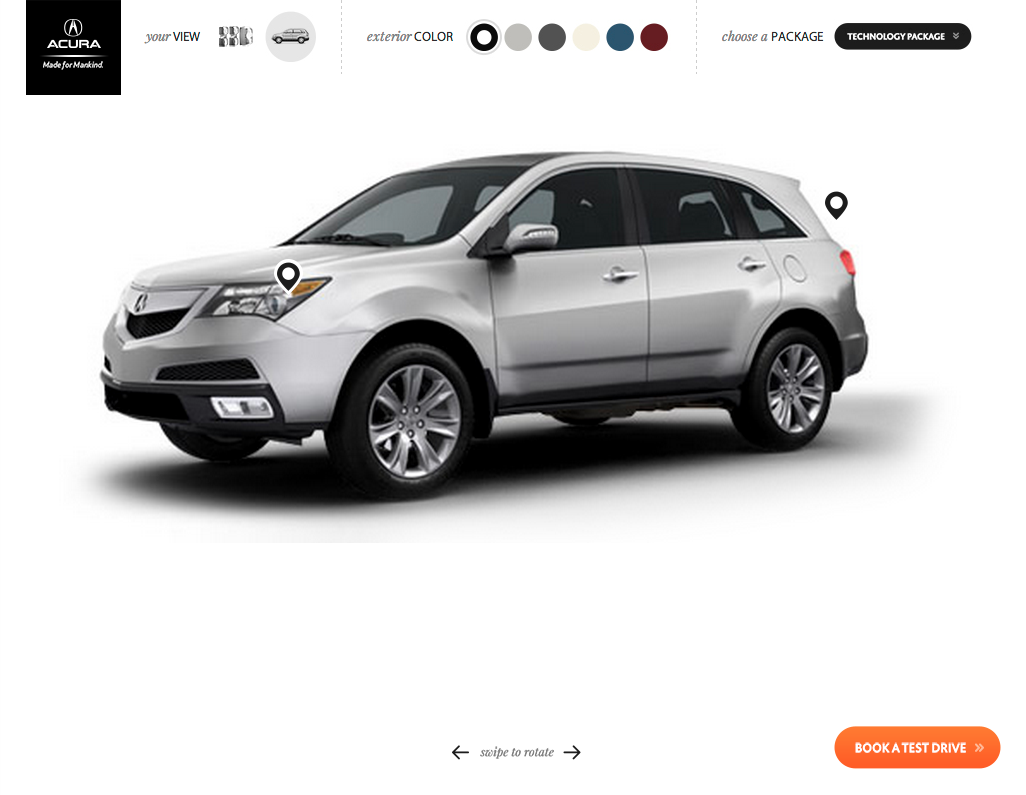 ACURA
Made for Mankind.
your VIEW
exterior COLOR
choose a PACKAGE
TECHNOLOGY PACKAGE
swipe to rotate
BOOK A TEST DRIVE